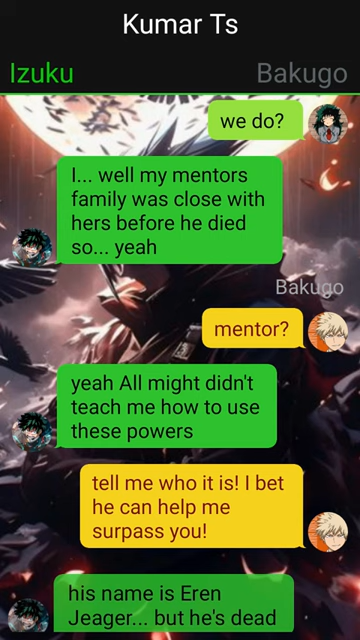 Kumar Ts
Izuku
Bakugo
we do?
I... well my mentors
family was close with
hers before he died
so... yeah
Bakugo
mentor?
yeah All might didn't
teach me how to use
these powers
tell me who it is! I bet
he can help me
surpass you!
his name is Eren
Jeager... but he's dead